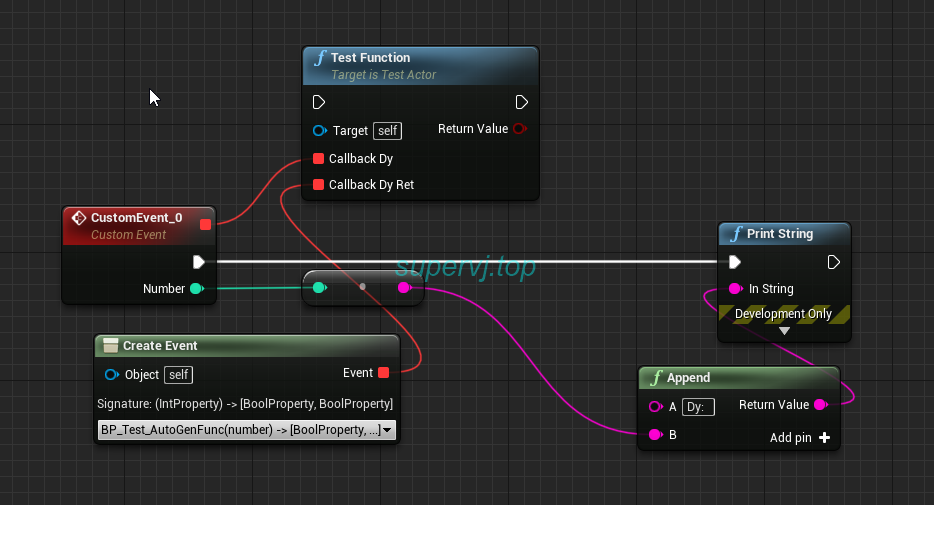 Test Function
Target is Test Actor
Target self
Return Value
Callback Dy
Callback Dy Ret
CustomEvent_0
Custom Event
Number
supervj.top
Print String
In String
Development Only
Create Event
Object self
Event
Signature: (IntProperty) -> [BoolProperty, BoolProperty]
BP_Test_AutoGenFunc(number) -> [BoolProperty, ...]
Append
A Dy:
Return Value
B
Add pin